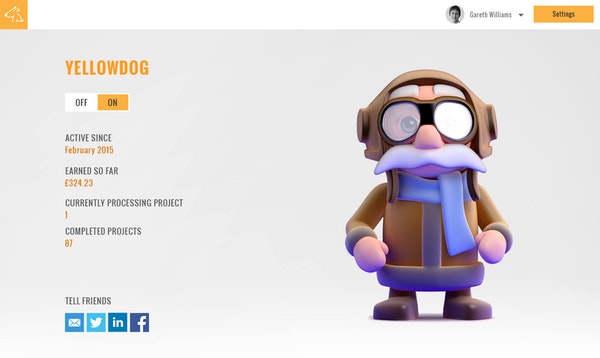 Gareth Williams
Settings
YELLOWDOG
OFF ON
ACTIVE SINCE
February 2015
EARNED SO FAR
£324.23
CURRENTLY PROCESSING PROJECT
1
COMPLETED PROJECTS
87
TELL FRIENDS